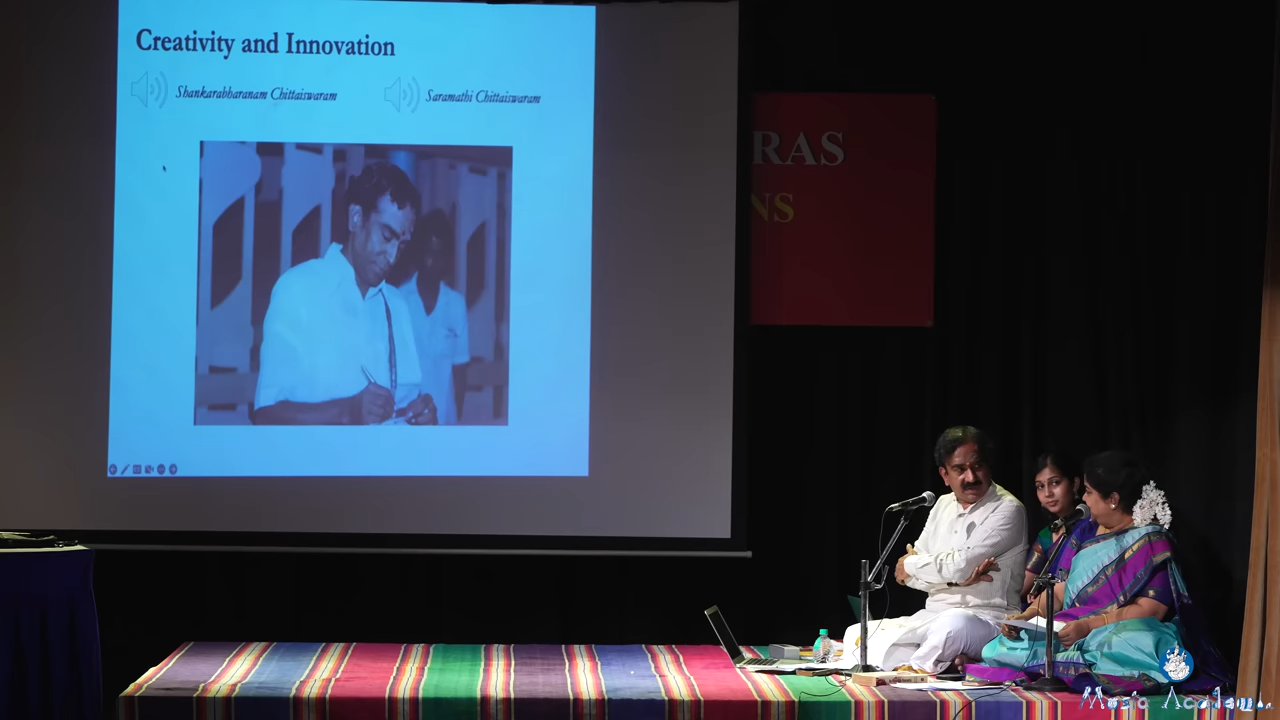 Creativity and Innovation
Shankarabharanam Chittaiswaram
Saramathi Chittaiswaram
RAS
NS
Music Academy